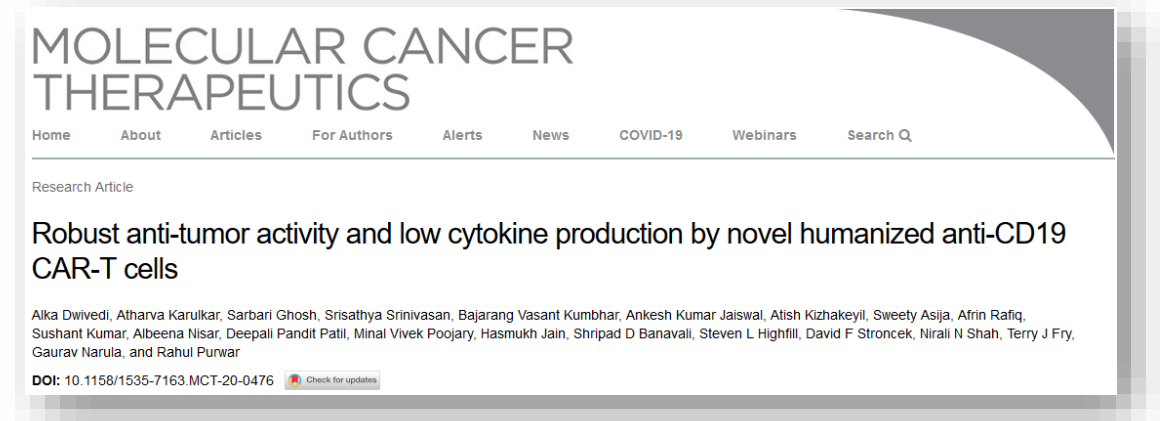 MOLECULAR CANCER
THERAPEUTICS
Home About Articles For Authors Alerts News COVID-19 Webinars Search
Research Article
Robust anti-tumor activity and low cytokine production by novel humanized anti-CD19
CAR-T cells
Alka Dwivedi, Atharva Karulkar, Sarbari Ghosh, Srisathya Srinivasan, Bajarang Vasant Kumbhar, Ankesh Kumar Jaiswal, Atish Kizhakeyil, Sweety Asija, Afrin Rafiq,
Sushant Kumar, Albeena Nisar, Deepali Pandit Patil, Minal Vivek Poojary, Hasmukh Jain, Shripad D Banavali, Steven L Highfill, David F Stroncek, Nirali N Shah, Terry J Fry,
Gaurav Narula, and Rahul Purwar
DOI: 10.1158/1535-7163.MCT-20-0476 Check for updates